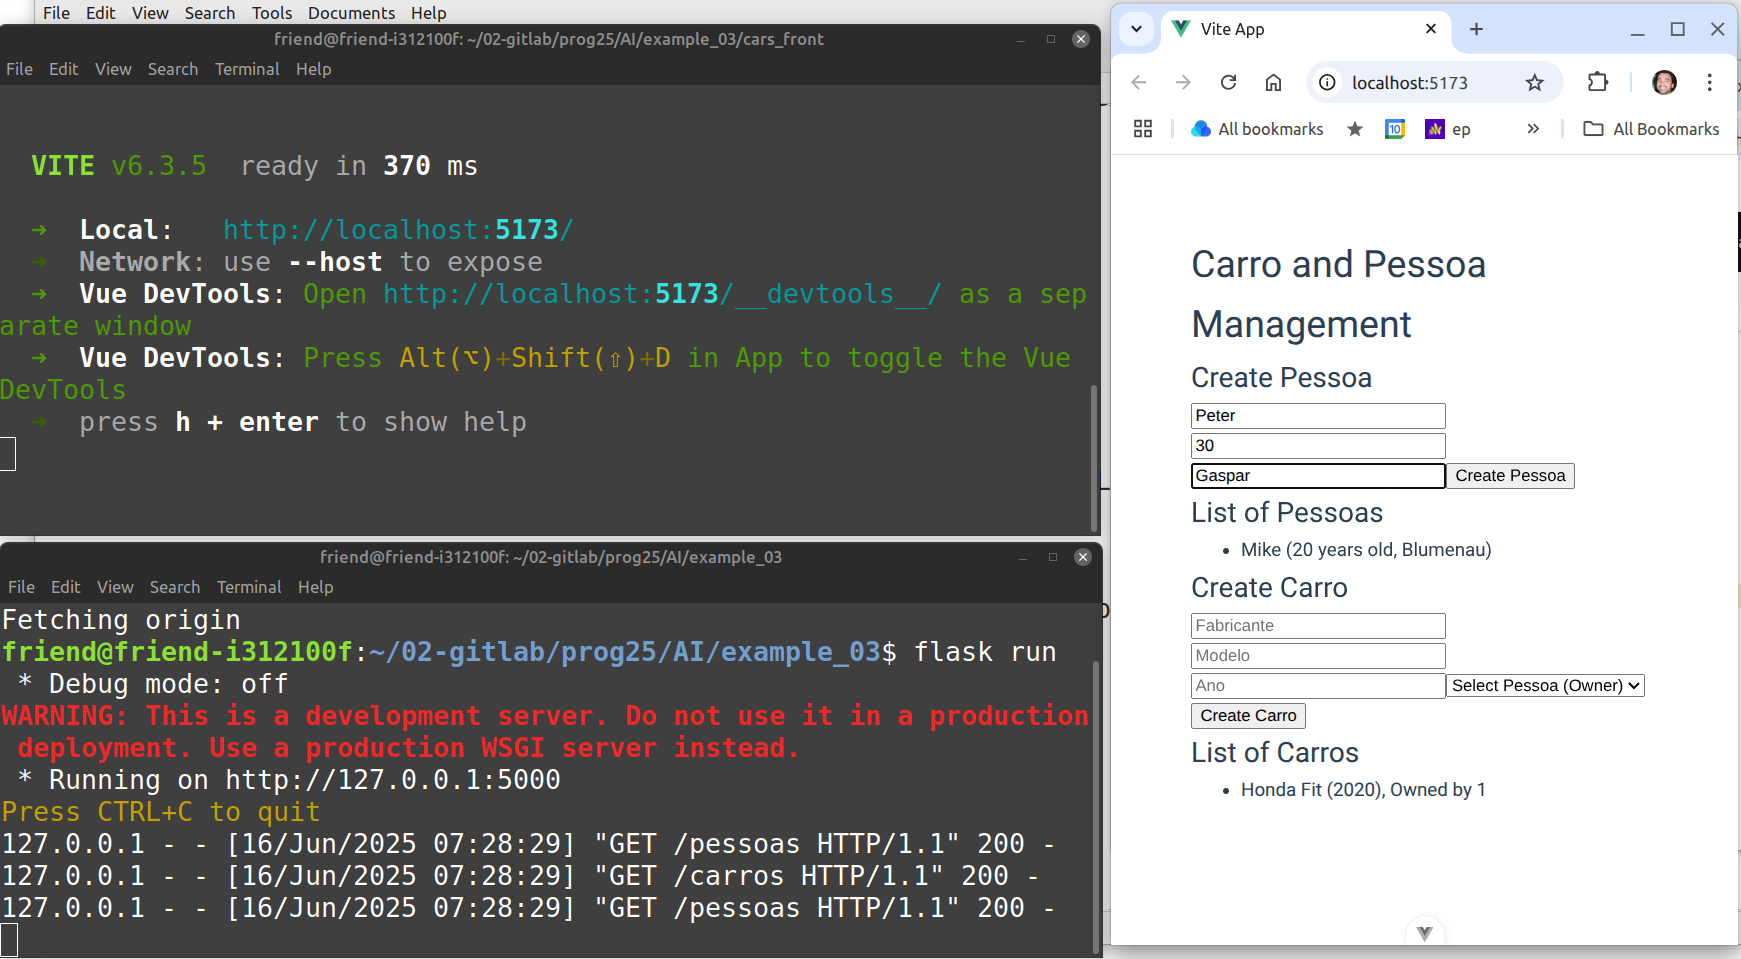 File Edit View Search Tools Documents Help
friend@friend-i312100f: ~/02-gitlab/prog25/AI/example_03/cars_front
File Edit View Search Terminal Help
VITE v6.3.5 ready in 370 ms
➜ Local: http://localhost:5173/
➜ Network: use --host to expose
➜ Vue DevTools: Open http://localhost:5173/__devtools__/ as a sep
arate window
➜ Vue DevTools: Press Alt(⌥)+Shift(⇧)+D in App to toggle the Vue
DevTools
➜ press h + enter to show help
friend@friend-i312100f: ~/02-gitlab/prog25/AI/example_03
File Edit View Search Terminal Help
Fetching origin
friend@friend-i312100f:~/02-gitlab/prog25/AI/example_03$ flask run
* Debug mode: off
WARNING: This is a development server. Do not use it in a production
deployment. Use a production WSGI server instead.
* Running on http://127.0.0.1:5000
Press CTRL+C to quit
127.0.0.1 - - [16/Jun/2025 07:28:29] "GET /pessoas HTTP/1.1" 200 -
127.0.0.1 - - [16/Jun/2025 07:28:29] "GET /carros HTTP/1.1" 200 -
127.0.0.1 - - [16/Jun/2025 07:28:29] "GET /pessoas HTTP/1.1" 200 -
Vite App
localhost:5173
All bookmarks 10 ep » All Bookmarks
Carro and Pessoa
Management
Create Pessoa
Peter
30
Gaspar Create Pessoa
List of Pessoas
• Mike (20 years old, Blumenau)
Create Carro
Fabricante
Modelo
Ano Select Pessoa (Owner)
Create Carro
List of Carros
• Honda Fit (2020), Owned by 1